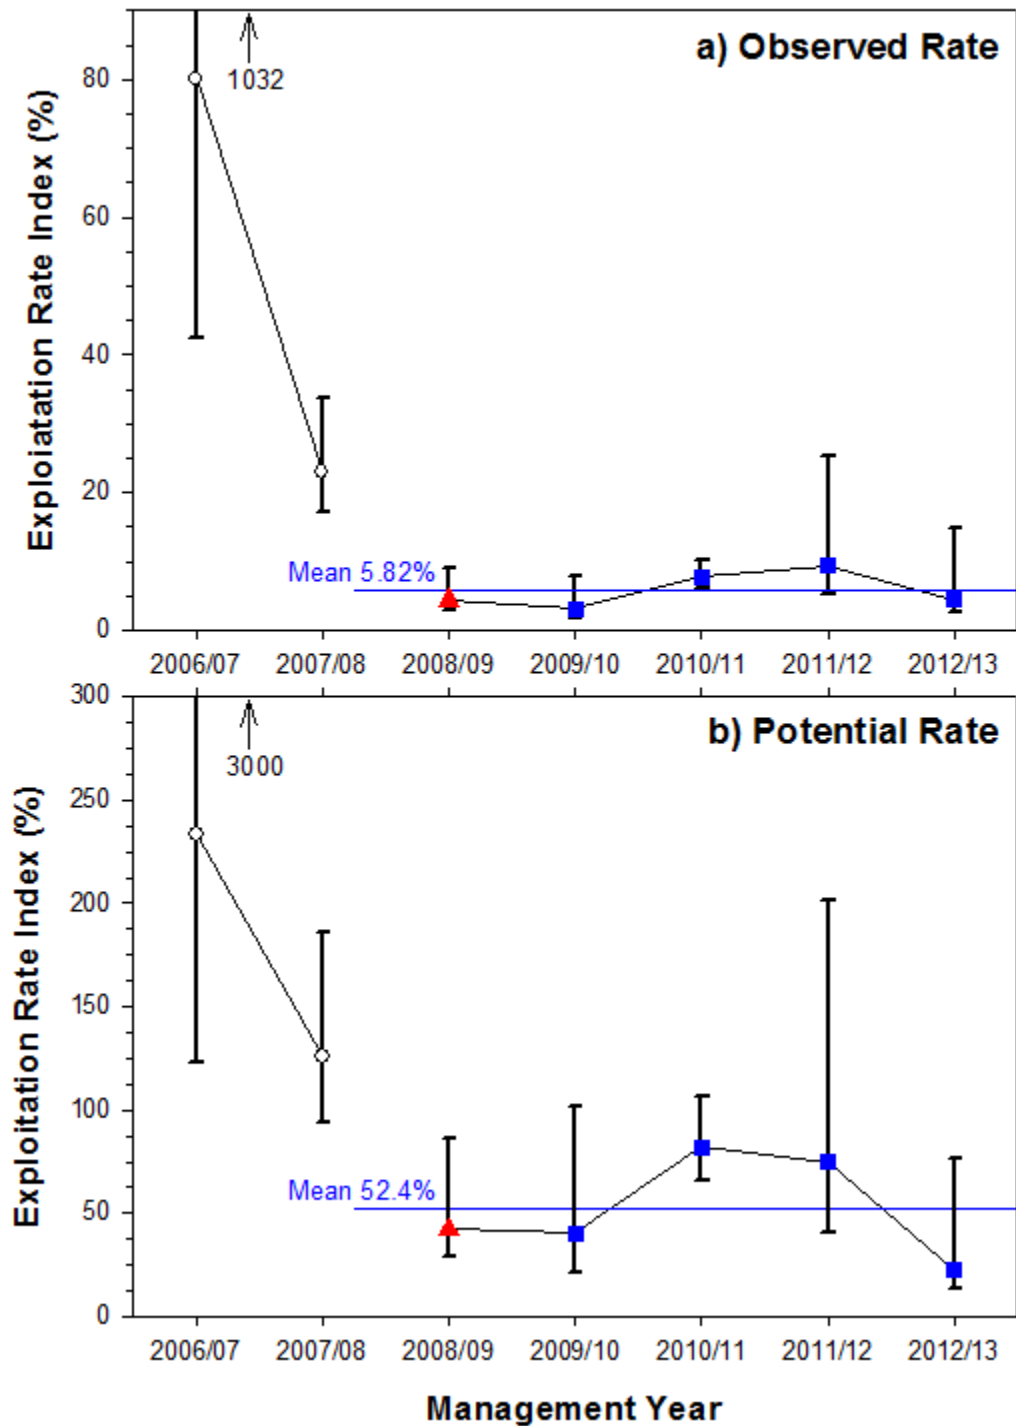 a) Observed Rate
1032
Exploiatation Rate Index (%)
80
60
40
20
0
Mean 5.82%
2006/07 2007/08 2008/09 2009/10 2010/11 2011/12 2012/13
b) Potential Rate
3000
Exploitation Rate Index (%)
300
250
200
150
100
50
0
Mean 52.4%
2006/07 2007/08 2008/09 2009/10 2010/11 2011/12 2012/13
Management Year